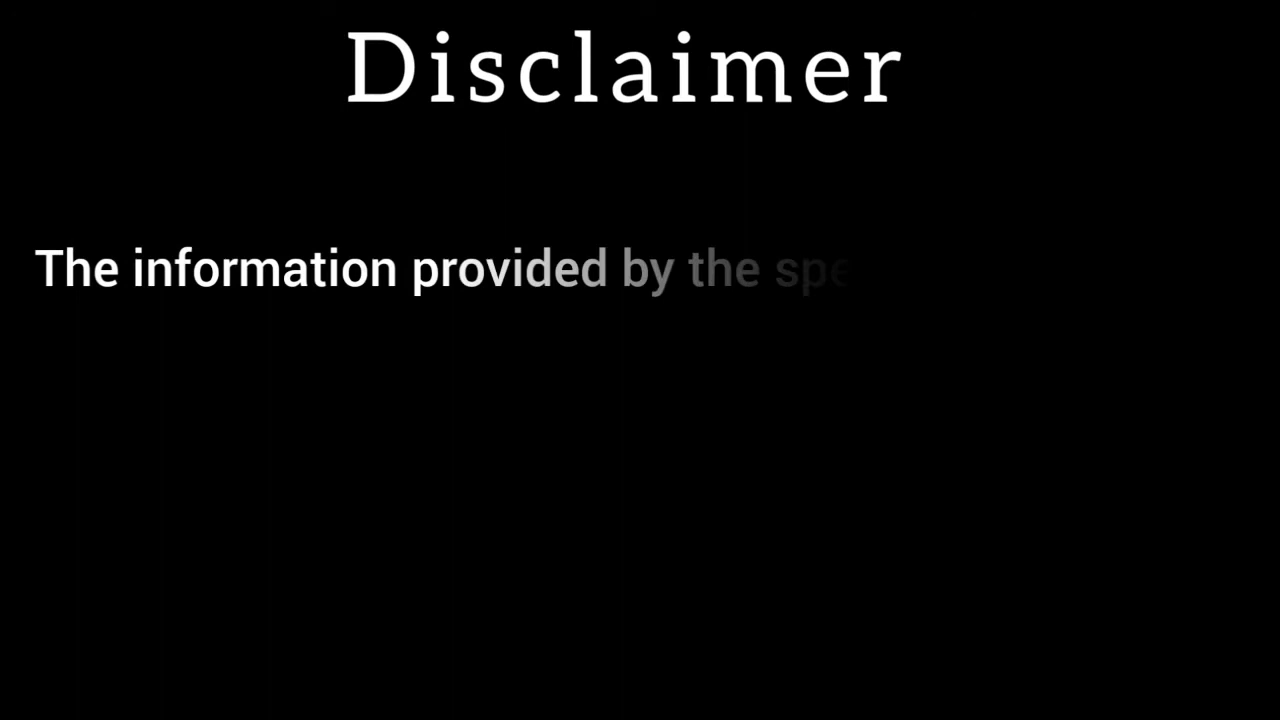 Disclaimer
The information provided by the